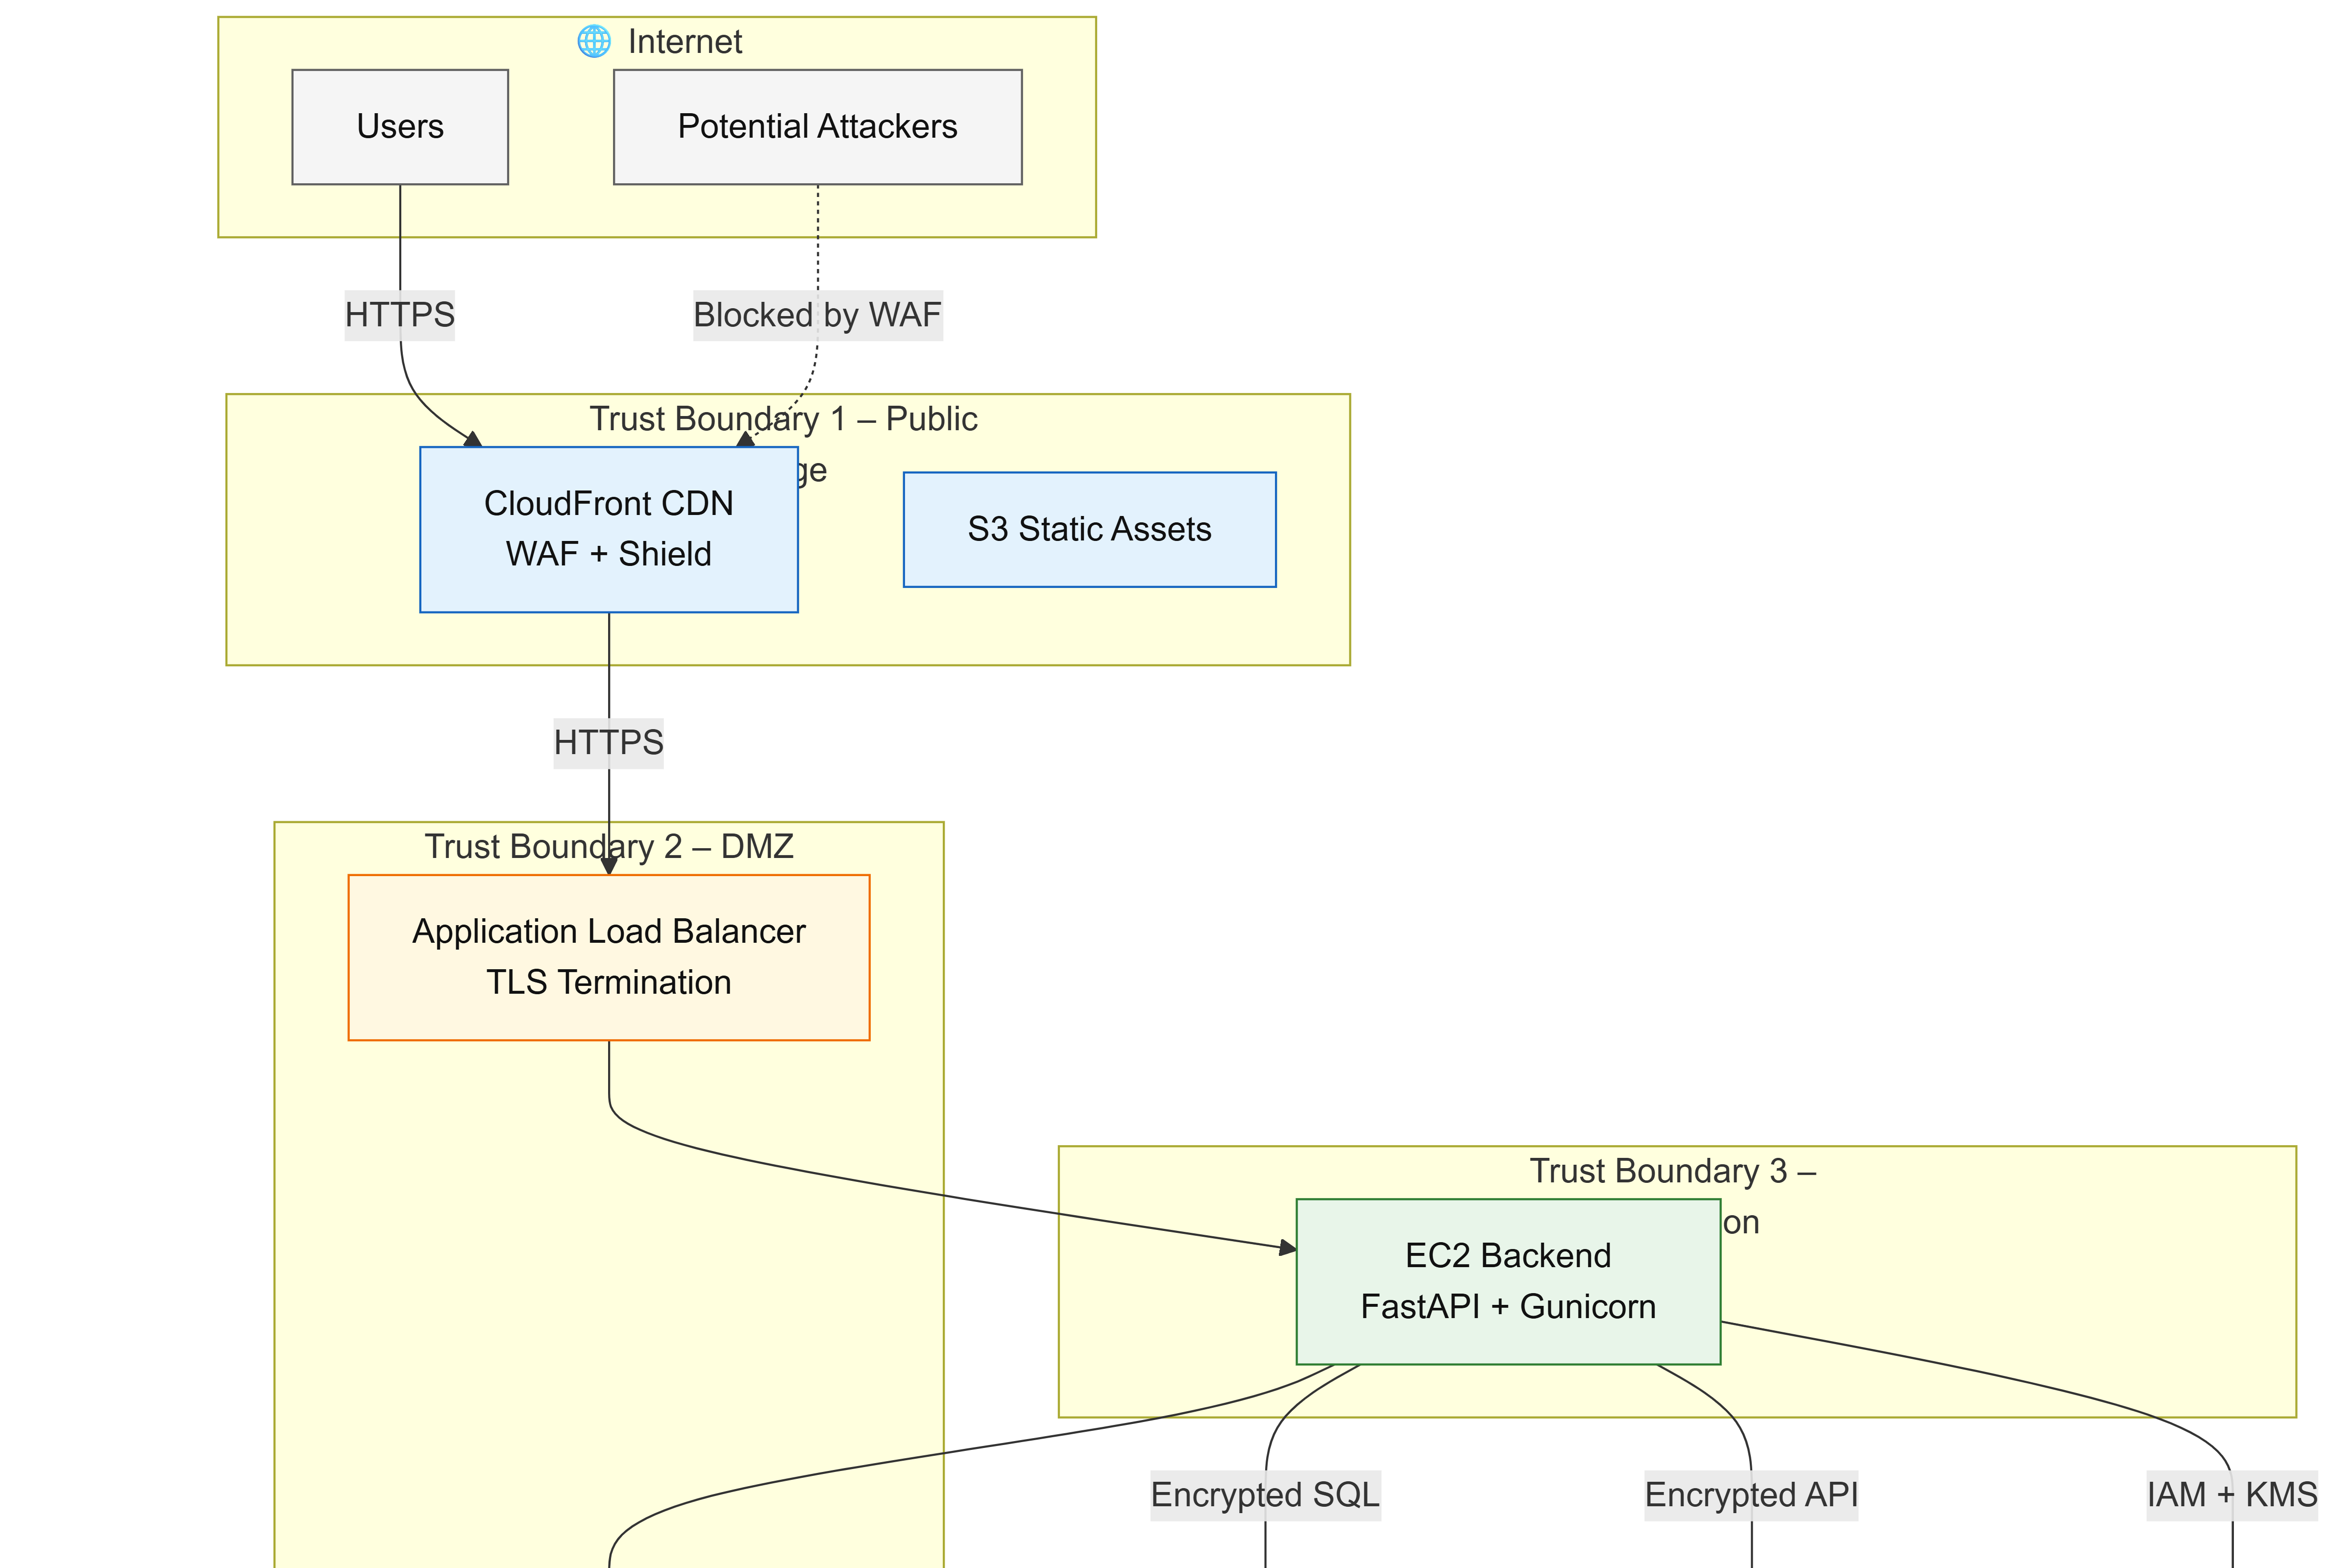 🌐 Internet
Users
Potential Attackers
HTTPS
Blocked by WAF
Trust Boundary 1 – Public
CloudFront CDN
WAF + Shield
S3 Static Assets
HTTPS
Trust Boundary 2 – DMZ
Application Load Balancer
TLS Termination
Trust Boundary 3 –
EC2 Backend
FastAPI + Gunicorn
Encrypted SQL
Encrypted API
IAM + KMS